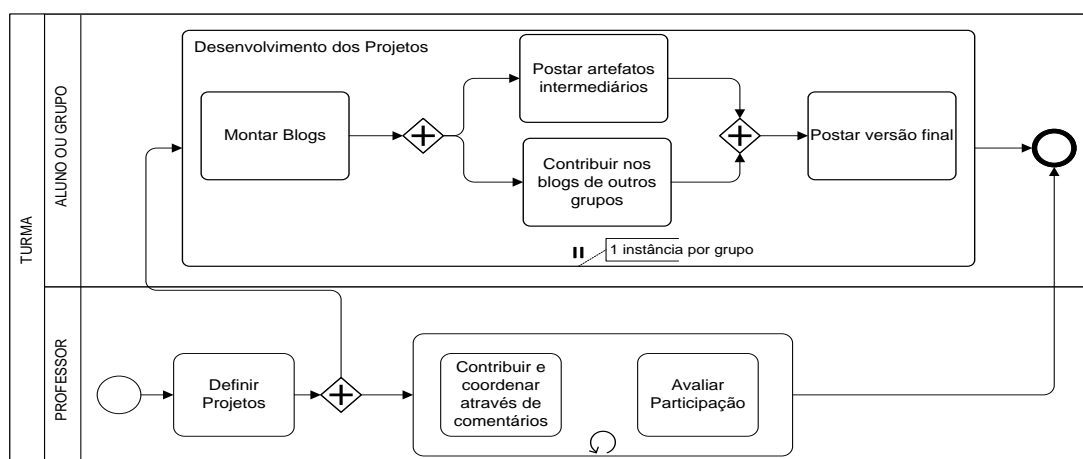 TURMA
ALUNO OU GRUPO
Desenvolvimento dos Projetos
Montar Blogs
Postar artefatos
intermediários
Contribuir nos
blogs de outros
grupos
Postar versão final
1 instância por grupo
PROFESSOR
Definir
Projetos
Contribuir e
coordenar
através de
comentários
Avaliar
Participação